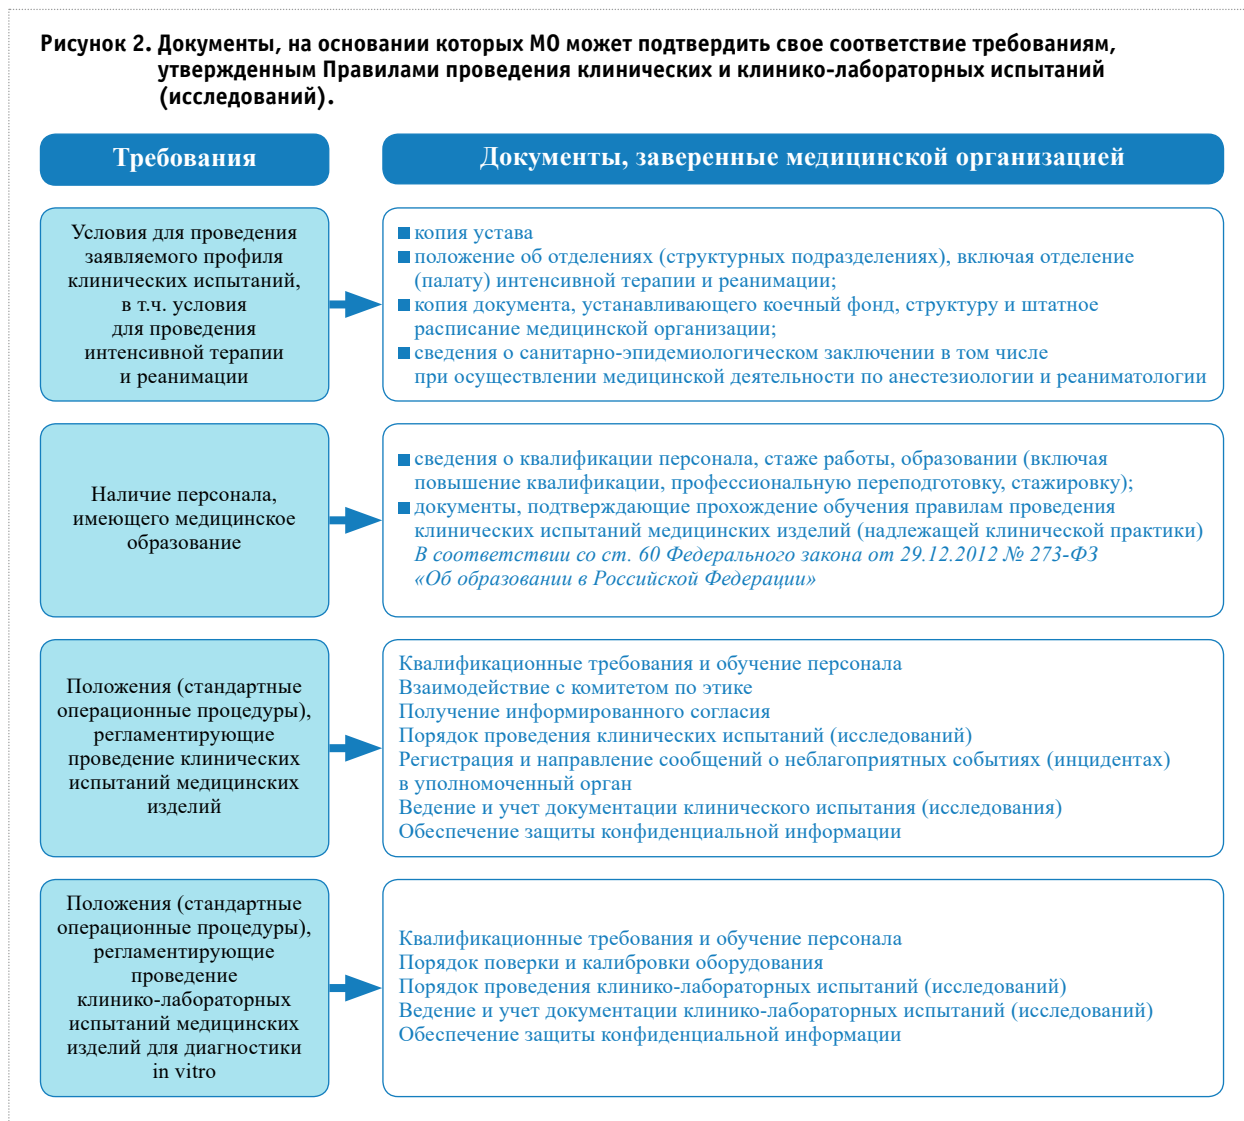 Рисунок 2. Документы, на основании которых МО может подтвердить свое соответствие требованиям,
утвержденным Правилами проведения клинических и клинико-лабораторных испытаний
(исследований).
Требования
Документы, заверенные медицинской организацией
Условия для проведения
заявляемого профиля
клинических испытаний,
в т.ч. условия
для проведения
интенсивной терапии
и реанимации
■ копия устава
■ положение об отделениях (структурных подразделениях), включая отделение
(палату) интенсивной терапии и реанимации;
■ копия документа, устанавливающего коечный фонд, структуру и штатное
расписание медицинской организации;
■ сведения о санитарно-эпидемиологическом заключении в том числе
при осуществлении медицинской деятельности по анестезиологии и реаниматологии
Наличие персонала,
имеющего медицинское
образование
■ сведения о квалификации персонала, стаже работы, образовании (включая
повышение квалификации, профессиональную переподготовку, стажировку);
■ документы, подтверждающие прохождение обучения правилам проведения
клинических испытаний медицинских изделий (надлежащей клинической практики)
В соответствии со ст. 60 Федерального закона от 29.12.2012 № 273-ФЗ
«Об образовании в Российской Федерации»
Положения (стандартные
операционные процедуры),
регламентирующие
проведение клинических
испытаний медицинских
изделий
Квалификационные требования и обучение персонала
Взаимодействие с комитетом по этике
Получение информированного согласия
Порядок проведения клинических испытаний (исследований)
Регистрация и направление сообщений о неблагоприятных событиях (инцидентах)
в уполномоченный орган
Ведение и учет документации клинического испытания (исследования)
Обеспечение защиты конфиденциальной информации
Положения (стандартные
операционные процедуры),
регламентирующие
проведение
клинико-лабораторных
испытаний медицинских
изделий для диагностики
in vitro
Квалификационные требования и обучение персонала
Порядок поверки и калибровки оборудования
Порядок проведения клинико-лабораторных испытаний (исследований)
Ведение и учет документации клинико-лабораторных испытаний (исследований)
Обеспечение защиты конфиденциальной информации